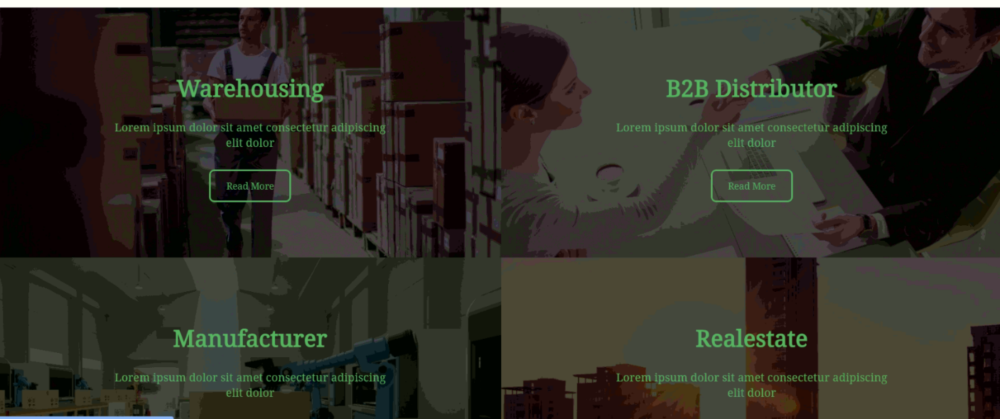 Warehousing
Lorem ipsum dolor sit amet consectetur adipiscing
elit dolor
Read More
B2B Distributor
Lorem ipsum dolor sit amet consectetur adipiscing
elit dolor
Read More
Manufacturer
Lorem ipsum dolor sit amet consectetur adipiscing
elit dolor
Realestate
Lorem ipsum dolor sit amet consectetur adipiscing
elit dolor